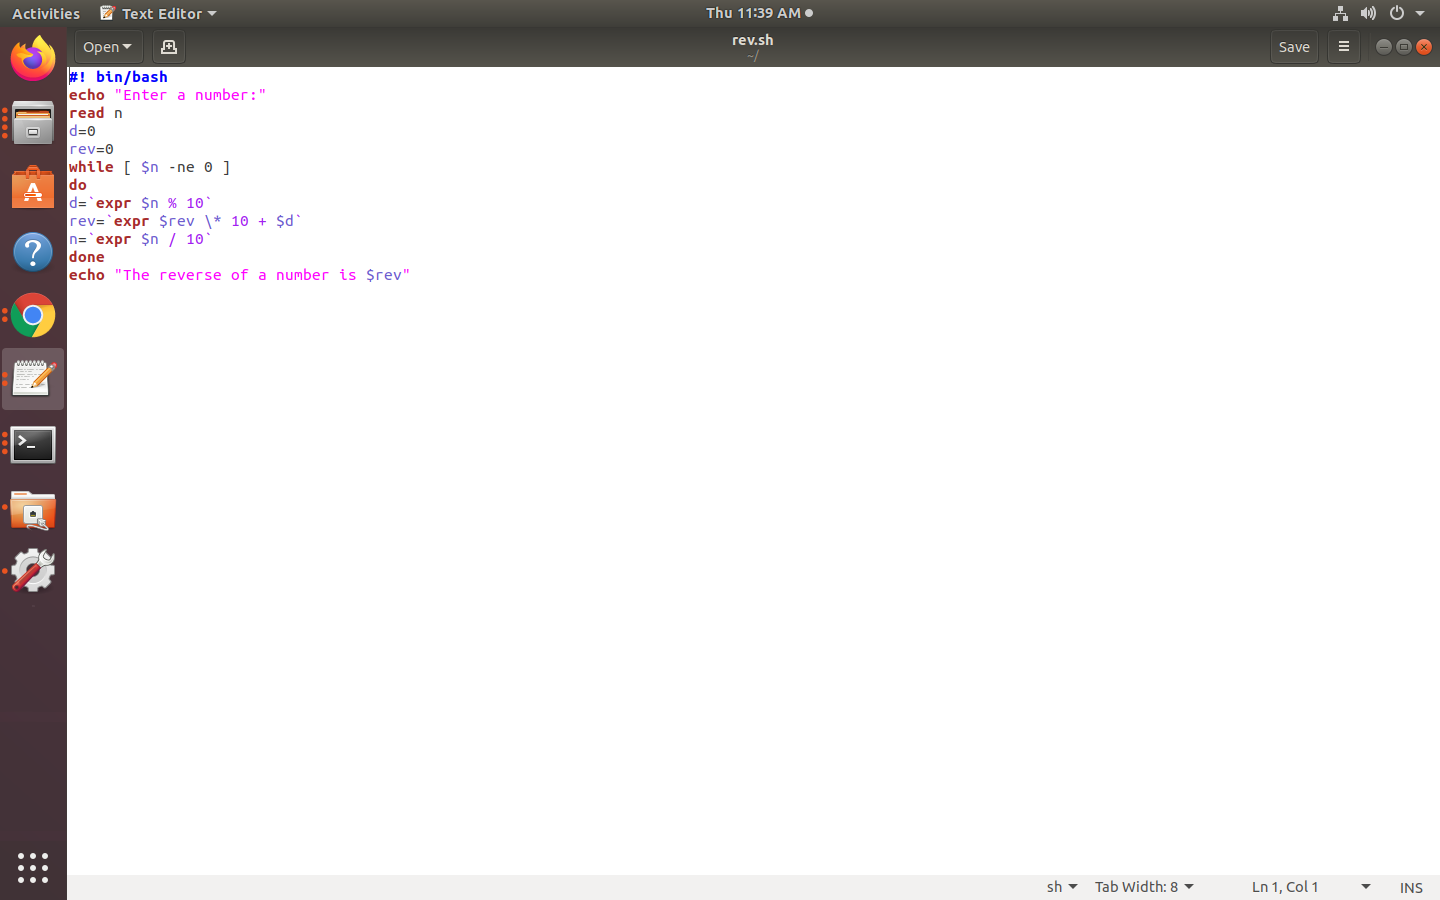 Activities Text Editor Thu 11:39 AM
Open rev.sh Save
~/
#! bin/bash
echo "Enter a number:"
read n
d=0
rev=0
while [ $n -ne 0 ]
do
d=`expr $n % 10`
rev=`expr $rev \* 10 + $d`
n=`expr $n / 10`
done
echo "The reverse of a number is $rev"
sh Tab Width: 8 Ln 1, Col 1 INS